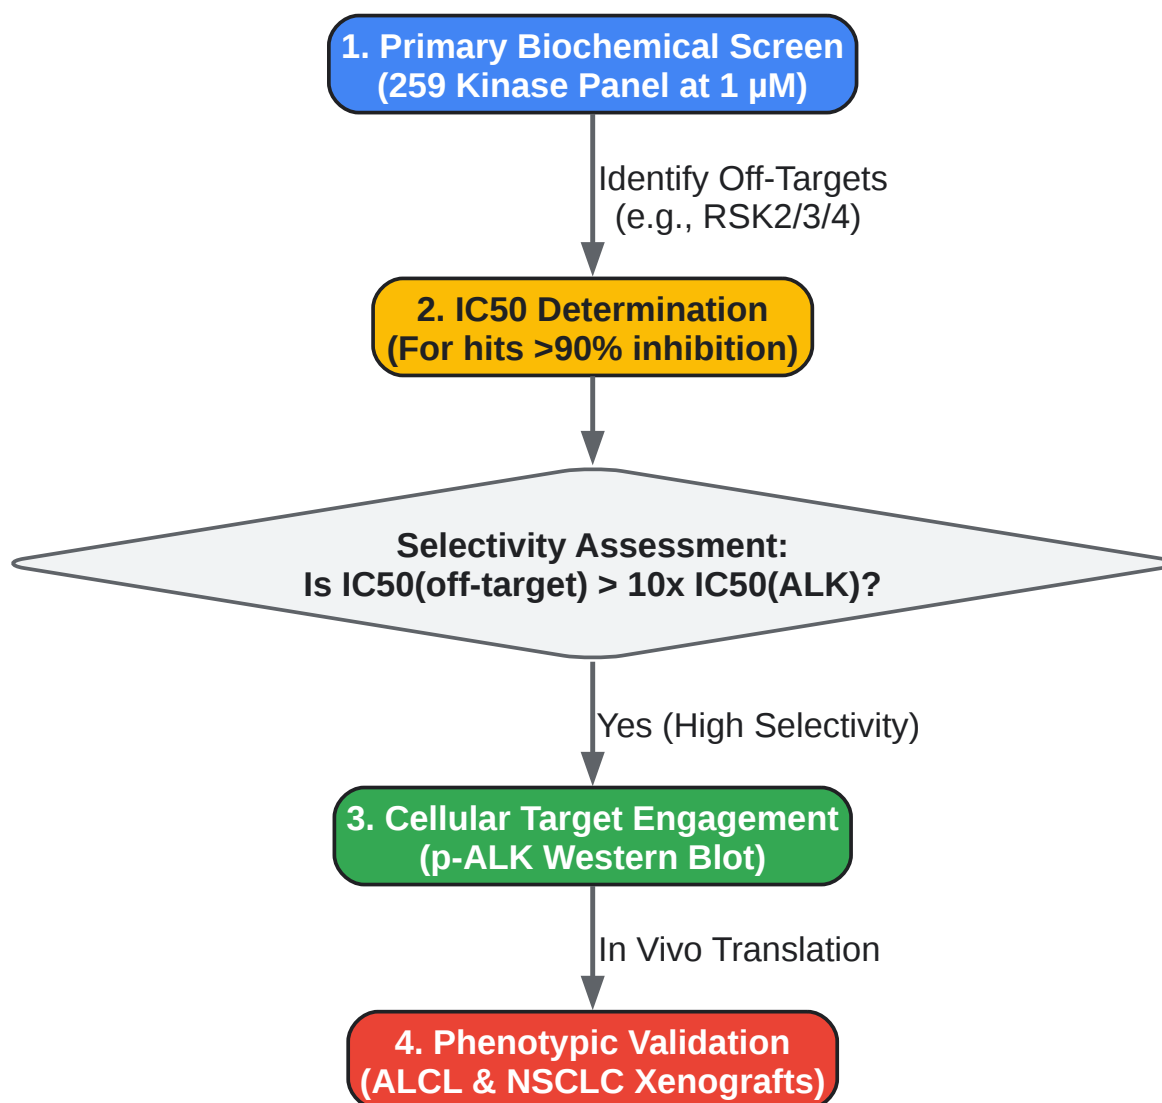 1. Primary Biochemical Screen
(259 Kinase Panel at 1 µM)
Identify Off-Targets
(e.g., RSK2/3/4)
2. IC50 Determination
(For hits >90% inhibition)
Selectivity Assessment:
Is IC50(off-target) > 10x IC50(ALK)?
Yes (High Selectivity)
3. Cellular Target Engagement
(p-ALK Western Blot)
In Vivo Translation
4. Phenotypic Validation
(ALCL & NSCLC Xenografts)